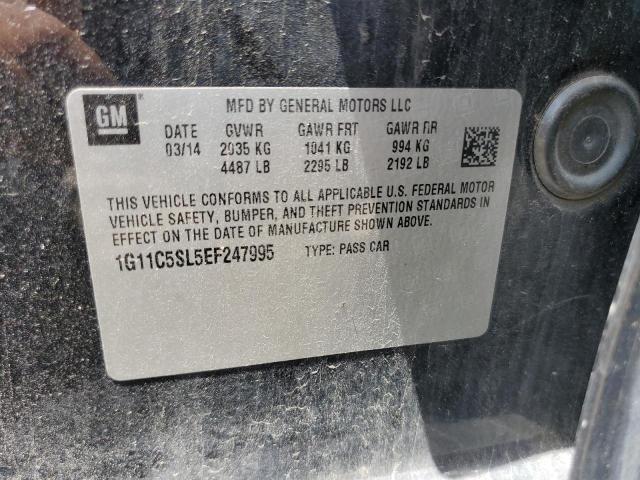 GM
MFD BY GENERAL MOTORS LLC
DATE GVWR GAWR FRT GAWR RR
03/14 2035 KG 1041 KG 994 KG
4487 LB 2295 LB 2192 LB
THIS VEHICLE CONFORMS TO ALL APPLICABLE U.S. FEDERAL MOTOR
VEHICLE SAFETY, BUMPER, AND THEFT PREVENTION STANDARDS IN
EFFECT ON THE DATE OF MANUFACTURE SHOWN ABOVE.
1G11C5SL5EF247995 TYPE: PASS CAR